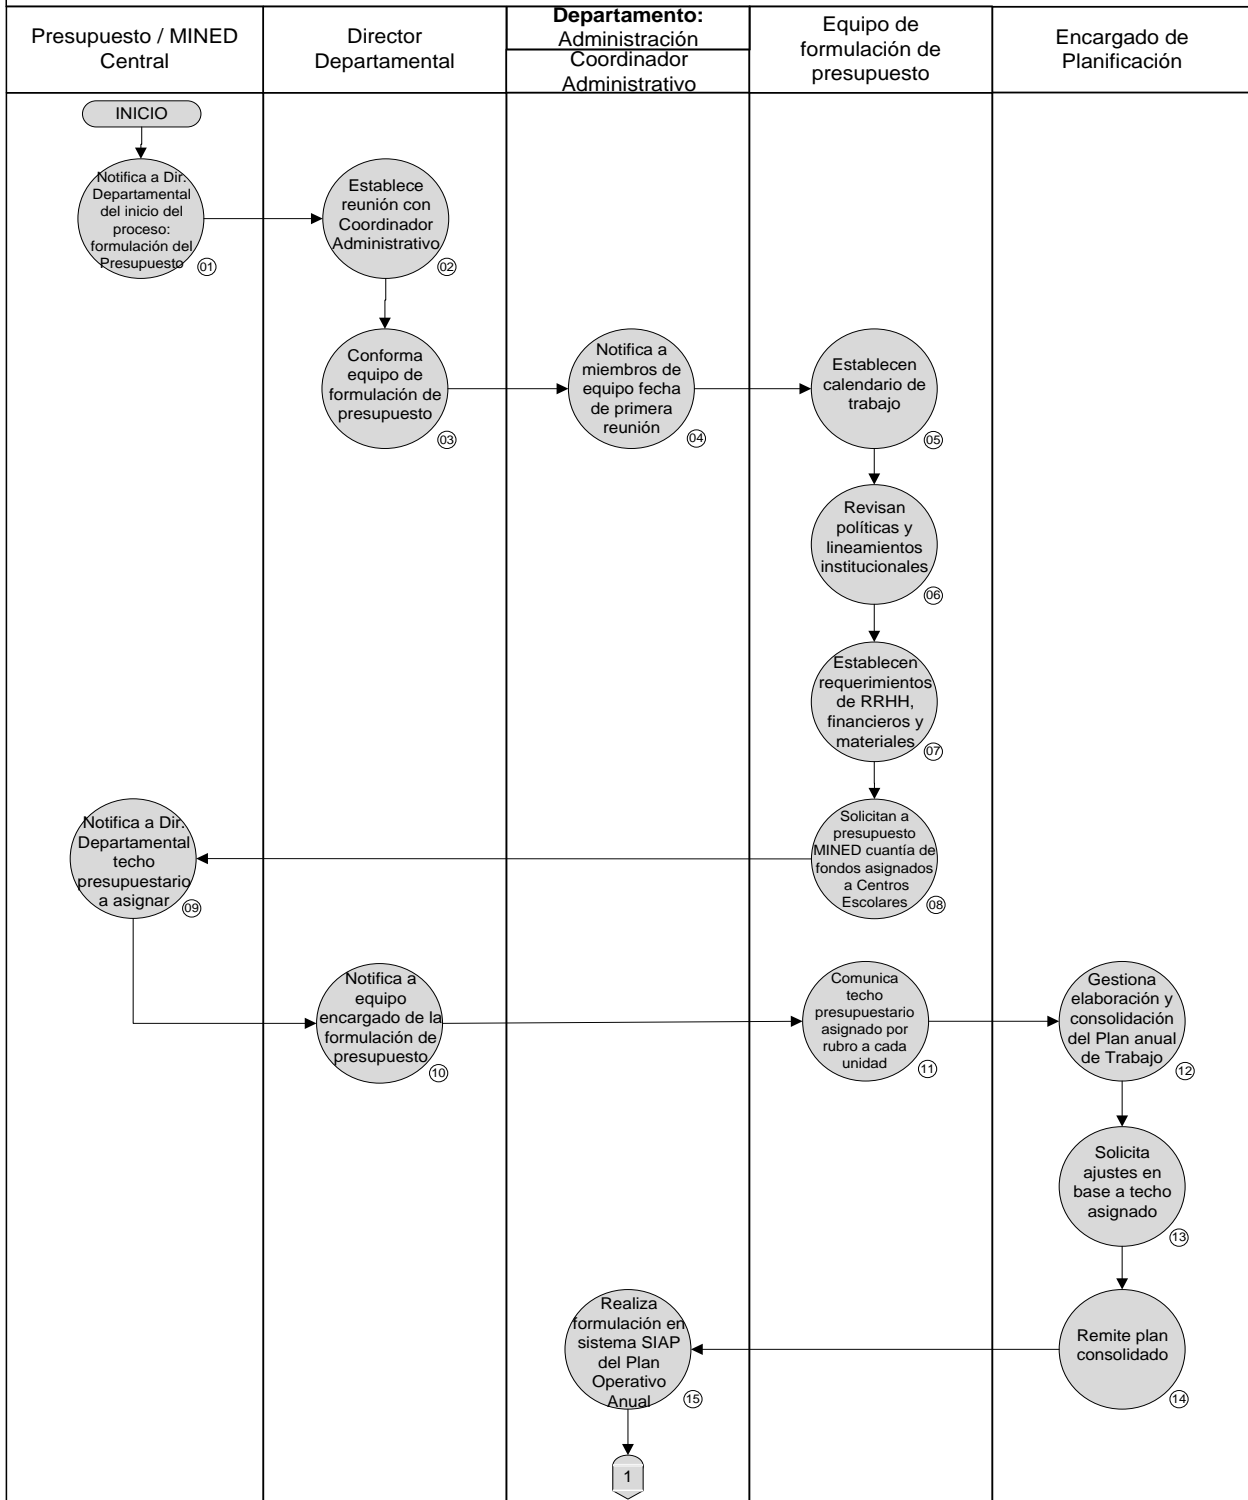 Presupuesto / MINED
Central
Director
Departamental
Departamento:
Administración
Coordinador
Administrativo
Equipo de
formulación de
presupuesto
Encargado de
Planificación
INICIO
Notifica a Dir.
Departamental
del inicio del
proceso:
formulación del
Presupuesto
01
Establece
reunión con
Coordinador
Administrativo
02
Conforma
equipo de
formulación de
presupuesto
03
Notifica a
miembros de
equipo fecha
de primera
reunión
04
Establecen
calendario de
trabajo
05
Revisan
políticas y
lineamientos
institucionales
06
Establecen
requerimientos
de RRHH,
financieros y
materiales
07
Solicitan a
presupuesto
MINED cuantía de
fondos asignados
a Centros
Escolares
08
Notifica a Dir.
Departamental
techo
presupuestario
a asignar
09
Notifica a
equipo
encargado de la
formulación de
presupuesto
10
Comunica
techo
presupuestario
asignado por
rubro a cada
unidad
11
Gestiona
elaboración y
consolidación
del Plan anual
de Trabajo
12
Solicita
ajustes en
base a techo
asignado
13
Remite plan
consolidado
14
Realiza
formulación en
sistema SIAP
del Plan
Operativo
Anual
15
1